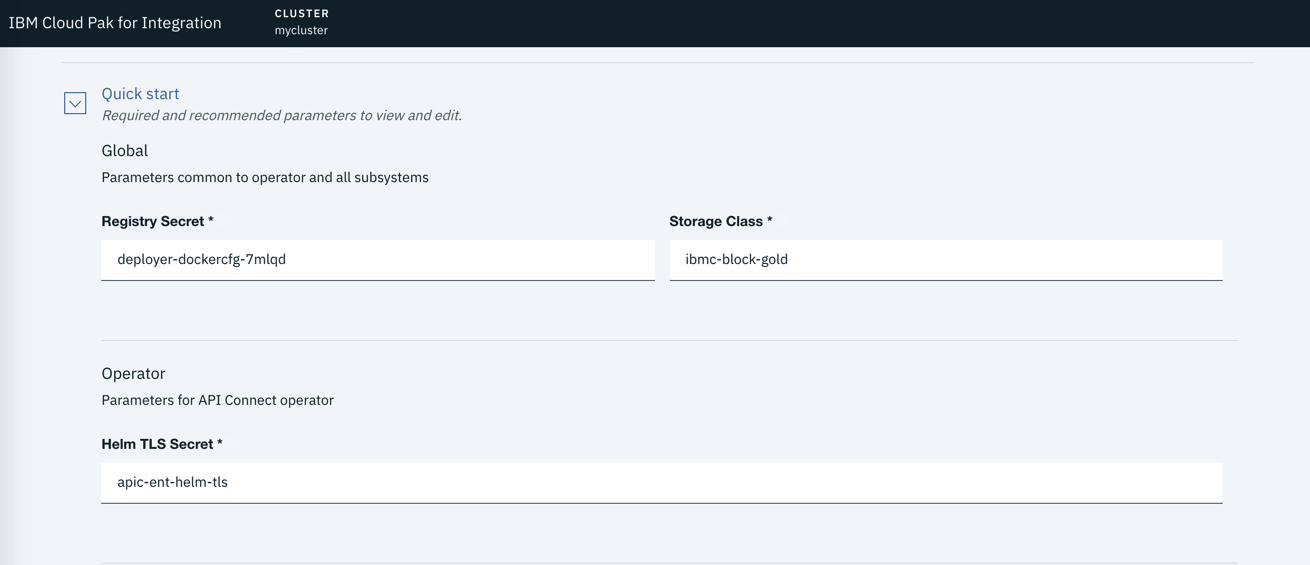 IBM Cloud Pak for Integration
CLUSTER
mycluster
Quick start
Required and recommended parameters to view and edit.
Global
Parameters common to operator and all subsystems
Registry Secret *
Storage Class *
deployer-dockercfg-7mlqd
ibmc-block-gold
Operator
Parameters for API Connect operator
Helm TLS Secret *
apic-ent-helm-tls